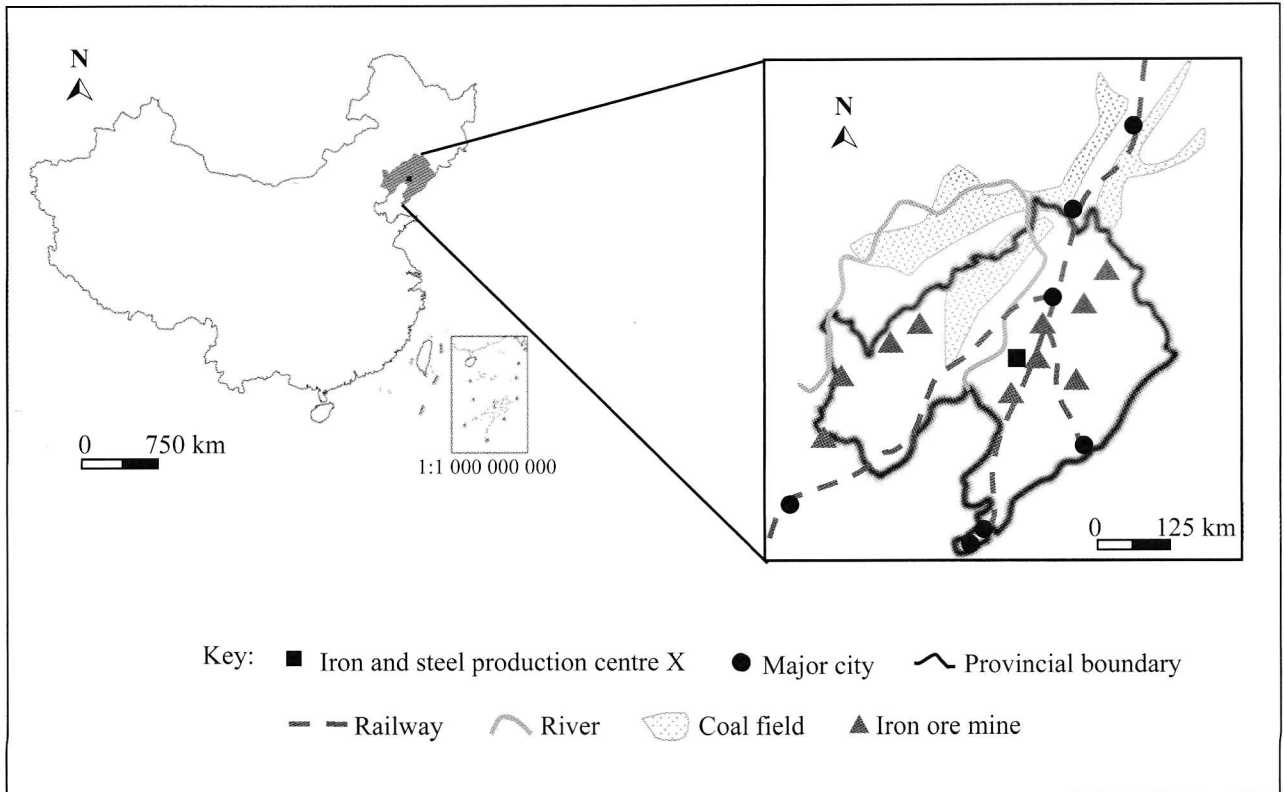 N
0 750 km
1:1 000 000 000
N
0 125 km
Key: Iron and steel production centre X Major city Provincial boundary
Railway River Coal field Iron ore mine